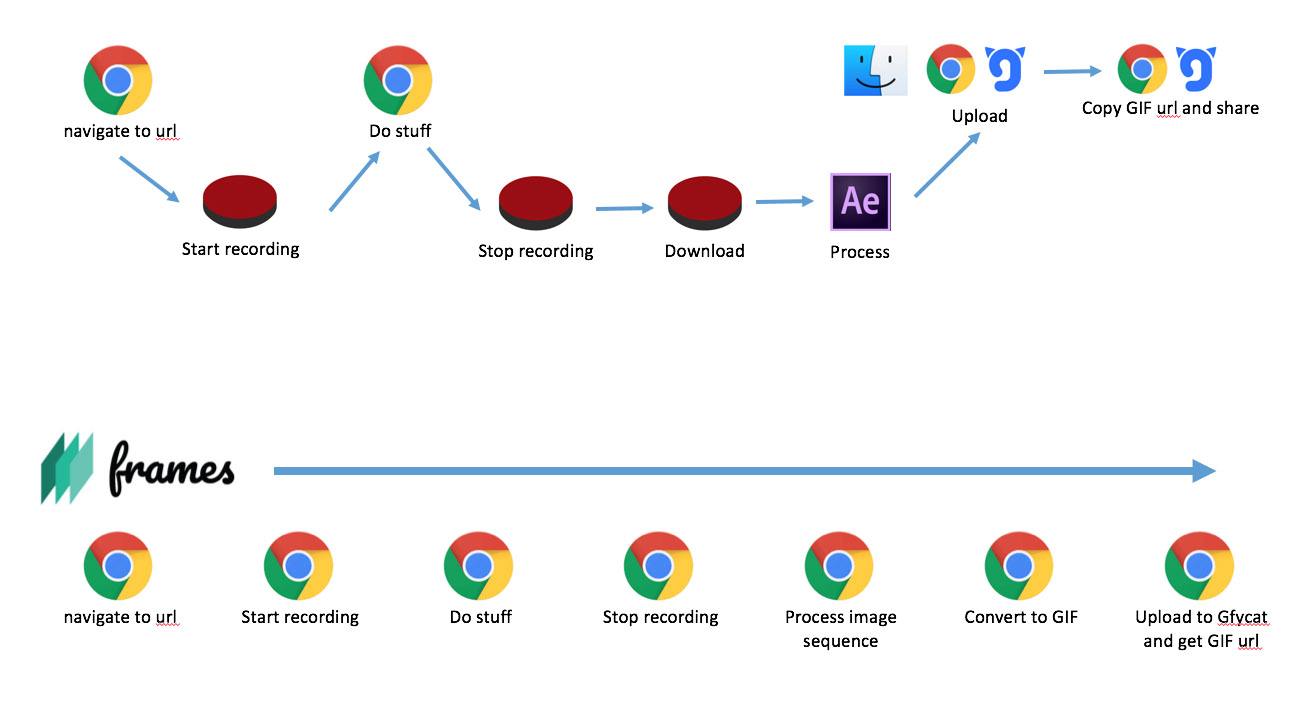 navigate to url
Do stuff
Upload
Copy GIF url and share
Start recording
Stop recording
Download
Ae
Process
frames
navigate to url
Start recording
Do stuff
Stop recording
Process image
sequence
Convert to GIF
Upload to Gfycat
and get GIF url